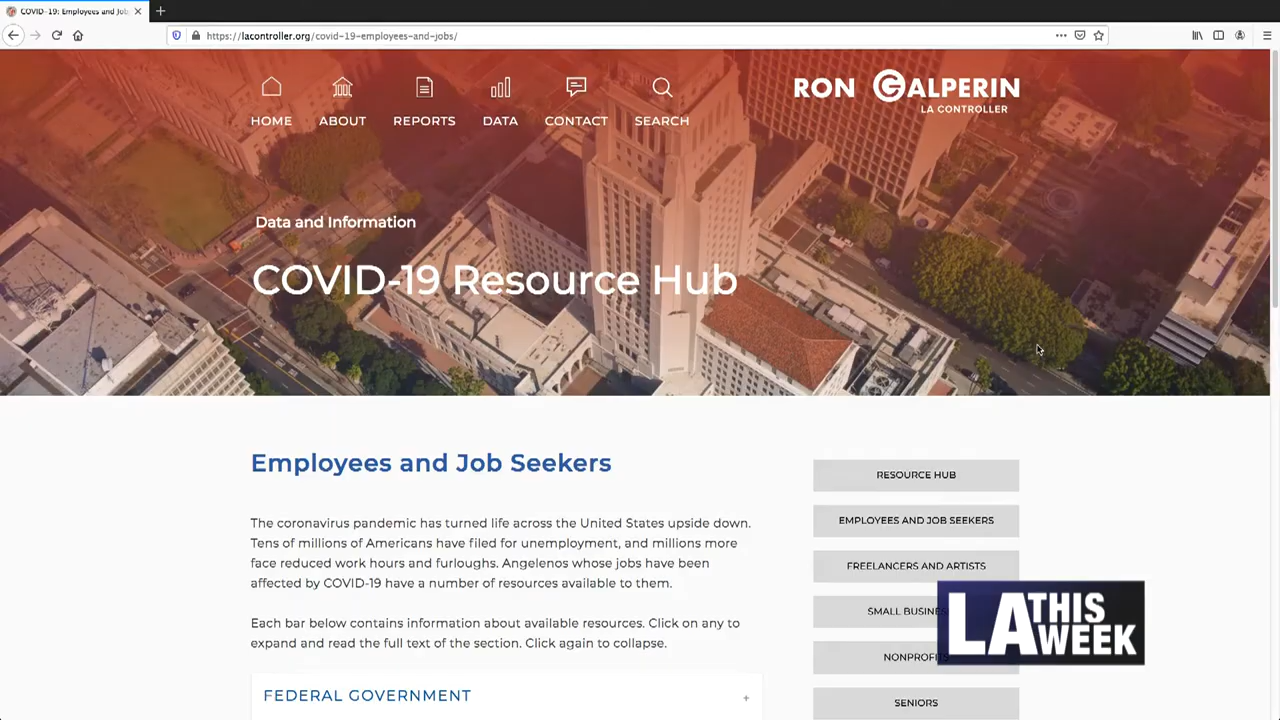 COVID-19: Employees and Job
https://lacontroller.org/covid-19-employees-and-jobs/
HOME
ABOUT
REPORTS
DATA
CONTACT
SEARCH
RON GALPERIN
LA CONTROLLER
Data and Information
COVID-19 Resource Hub
Employees and Job Seekers
The coronavirus pandemic has turned life across the United States upside down.
Tens of millions of Americans have filed for unemployment, and millions more
face reduced work hours and furloughs. Angelenos whose jobs have been
affected by COVID-19 have a number of resources available to them.
Each bar below contains information about available resources. Click on any to
expand and read the full text of the section. Click again to collapse.
FEDERAL GOVERNMENT +
RESOURCE HUB
EMPLOYEES AND JOB SEEKERS
FREELANCERS AND ARTISTS
SMALL BUSINE
NONPROFITS
SENIORS
LA THIS WEEK